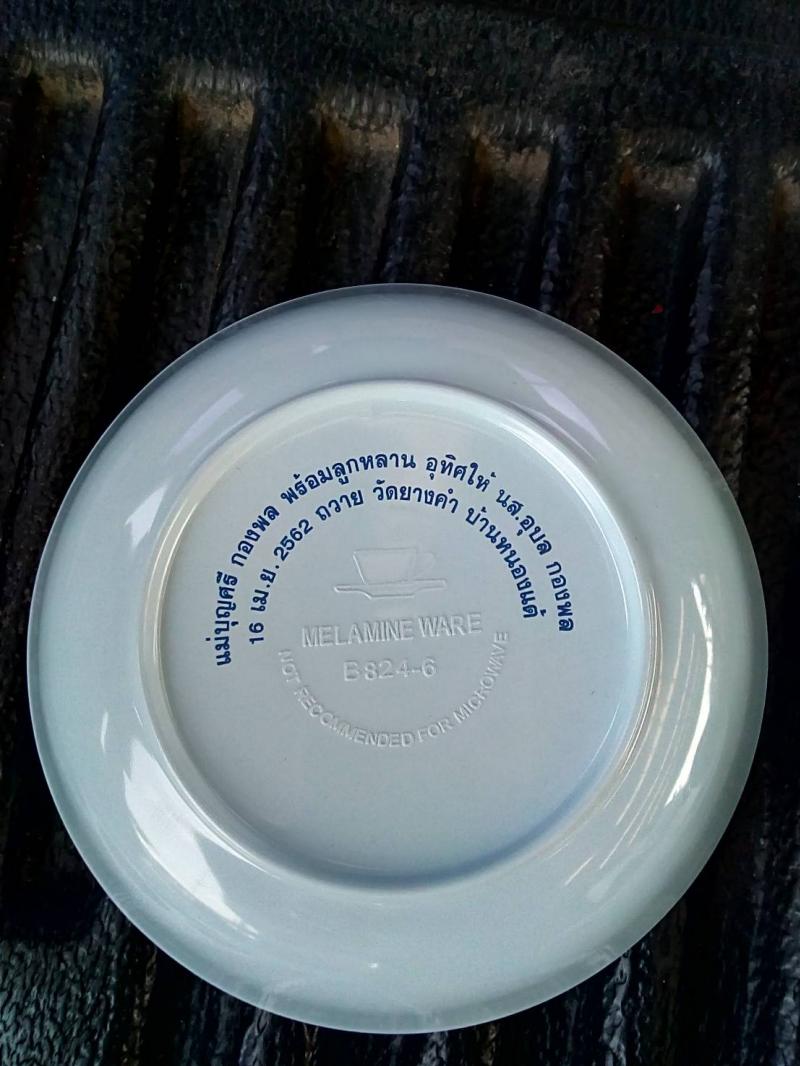 แม่บุญศรี กองพล พร้อมลูกหลาน อุทิศให้ นส.อุบล กองพล
16 เม.ย. 2562 ถวาย วัดยางคำ บ้านหนองแต้
MELAMINE WARE
B824-6
NOT RECOMMENDED FOR MICROWAVE